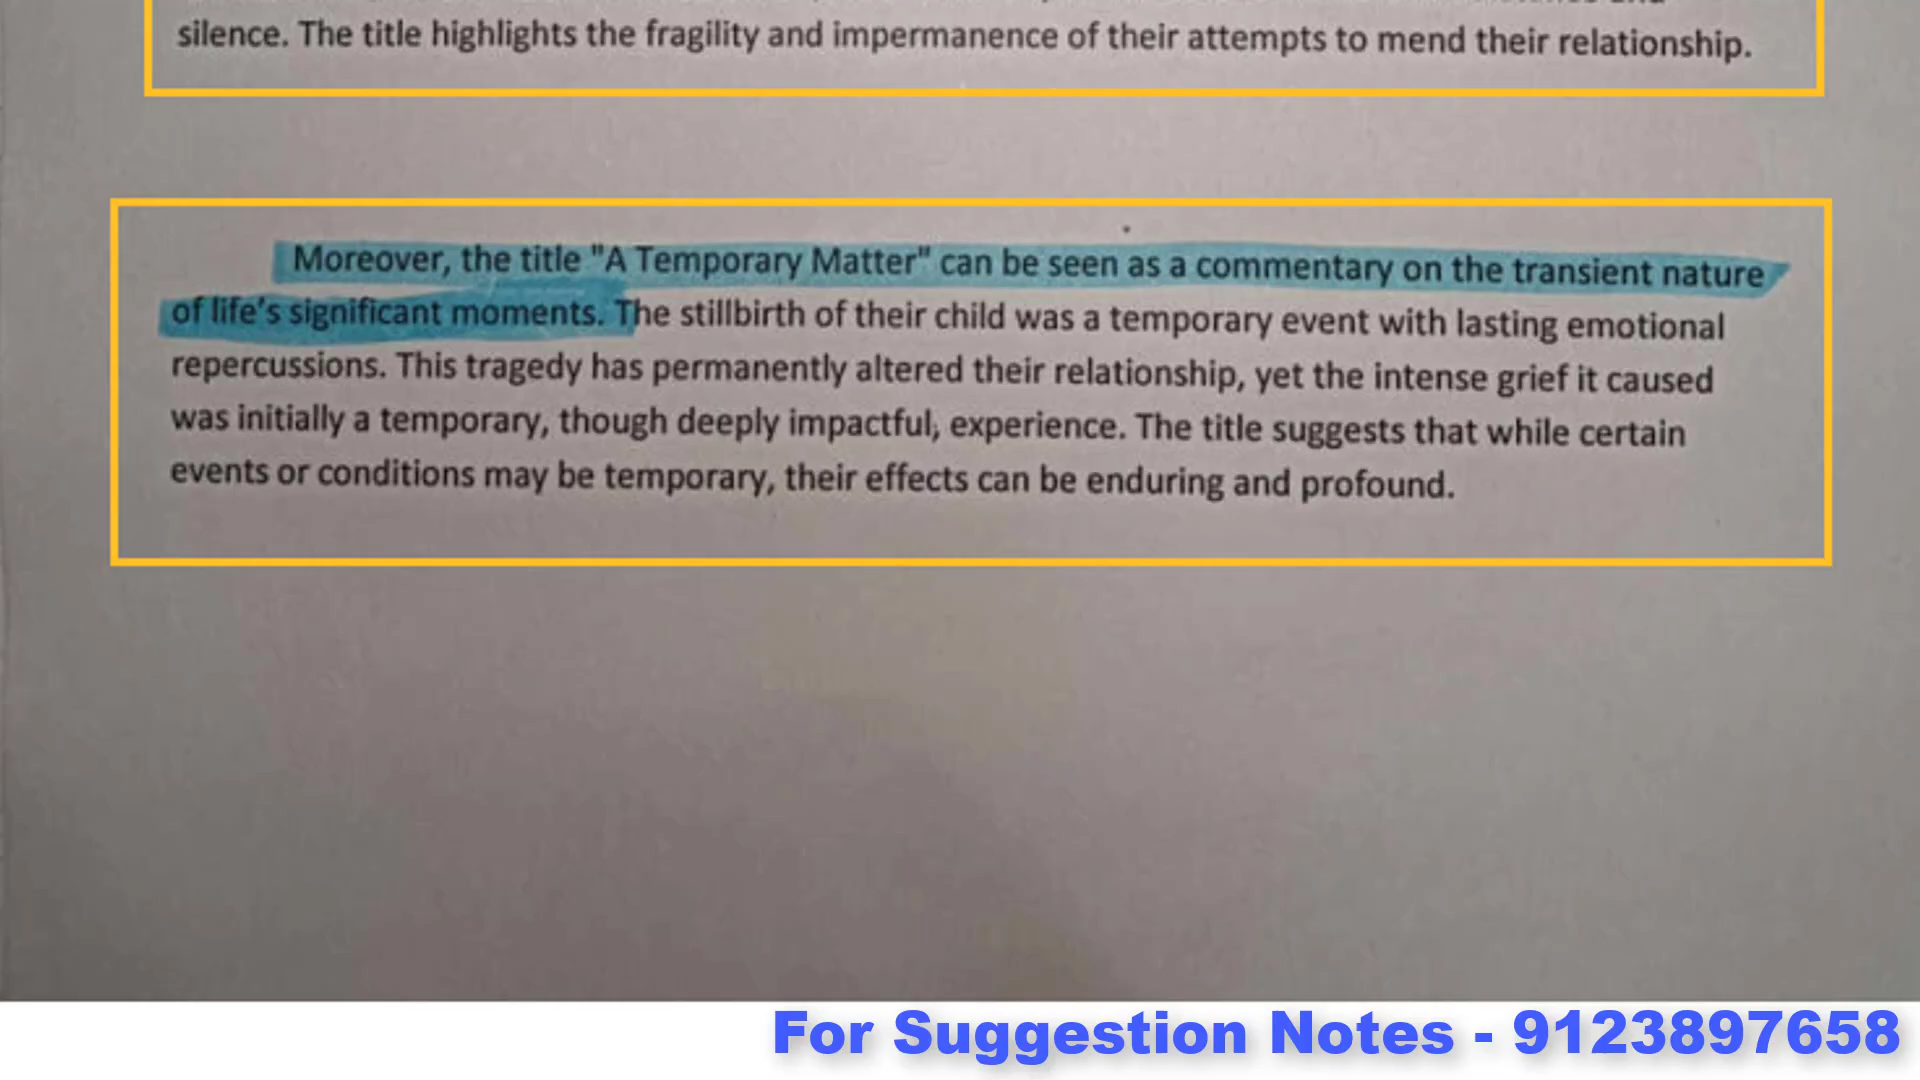 silence. The title highlights the fragility and impermanence of their attempts to mend their relationship.
Moreover, the title "A Temporary Matter" can be seen as a commentary on the transient nature
of life's significant moments. The stillbirth of their child was a temporary event with lasting emotional
repercussions. This tragedy has permanently altered their relationship, yet the intense grief it caused
was initially a temporary, though deeply impactful, experience. The title suggests that while certain
events or conditions may be temporary, their effects can be enduring and profound.
For Suggestion Notes - 9123897658